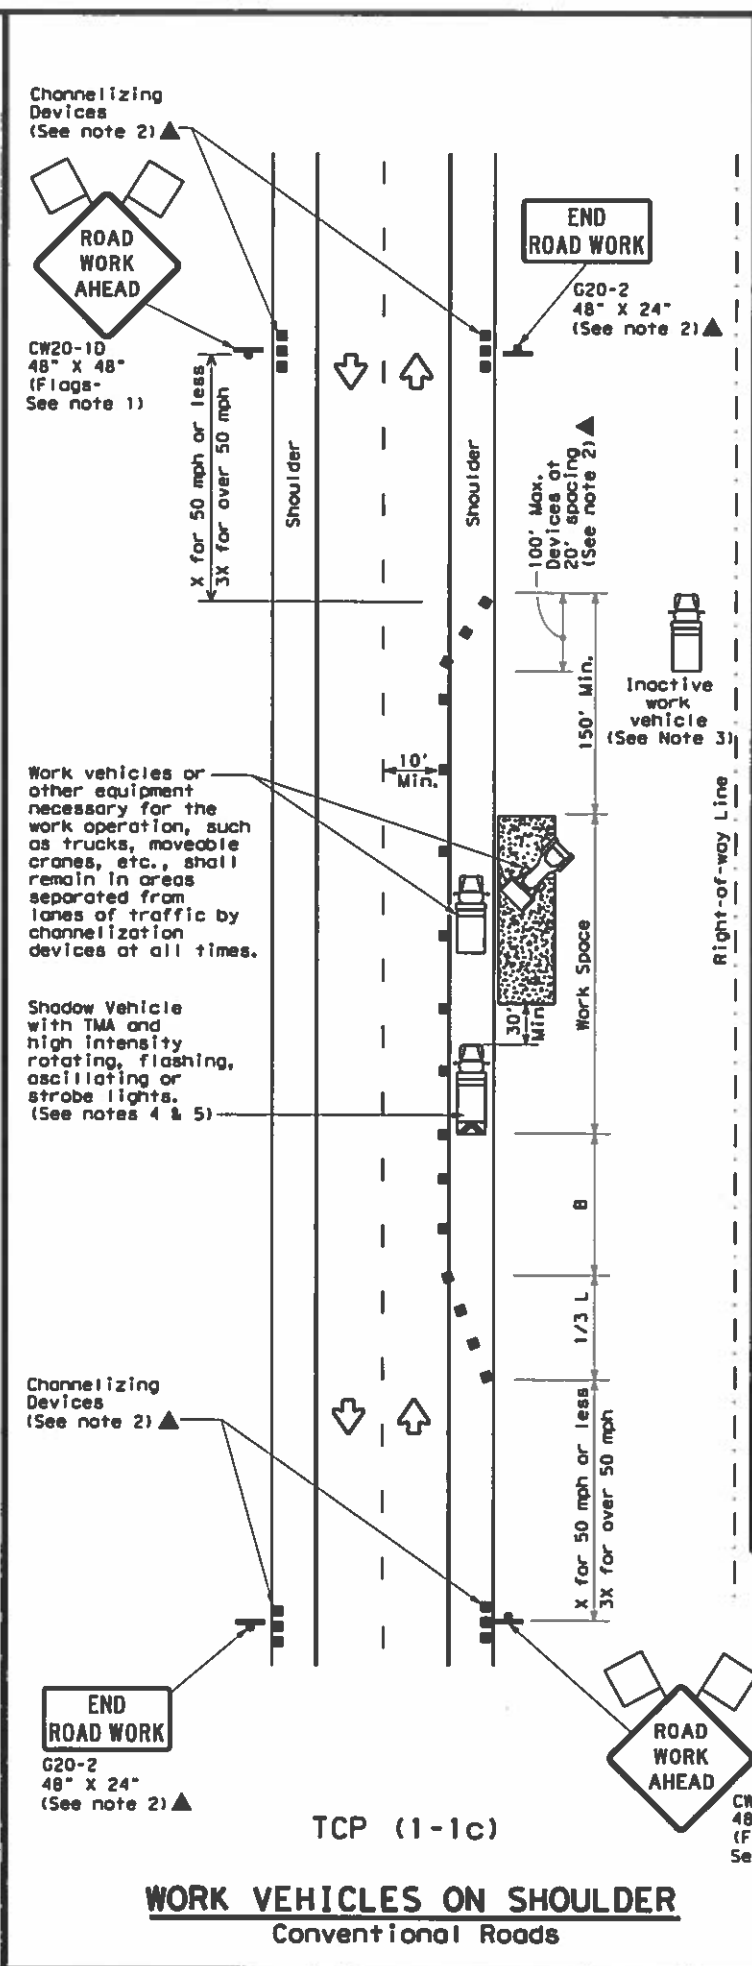 Channelizing
Devices
(See note 2)▲
ROAD
WORK
AHEAD
CW20-1D
48" X 48"
(Flags-
See note 1)
END
ROAD WORK
G20-2
48" X 24"
(See note 2)▲
X for 50 mph or less
3X for over 50 mph
Shoulder
Shoulder
100' Max.
Devices at
20' spacing
(See note 2)▲
150' Min.
Inactive
work
vehicle
(See Note 3)
10'
Min.
Right-of-way Line
Work vehicles or
other equipment
necessary for the
work operation, such
as trucks, moveable
cranes, etc., shall
remain in areas
separated from
lanes of traffic by
channelization
devices at all times.
Work Space
30'
Min
Shadow Vehicle
with TMA and
high intensity
rotating, flashing,
oscillating or
strobe lights.
(See notes 4 & 5)
B
1/3 L
Channelizing
Devices
(See note 2)▲
X for 50 mph or less
3X for over 50 mph
END
ROAD WORK
G20-2
48" X 24"
(See note 2)▲
ROAD
WORK
AHEAD
CW
48
(F
Se
TCP (1-1c)
WORK VEHICLES ON SHOULDER
Conventional Roads